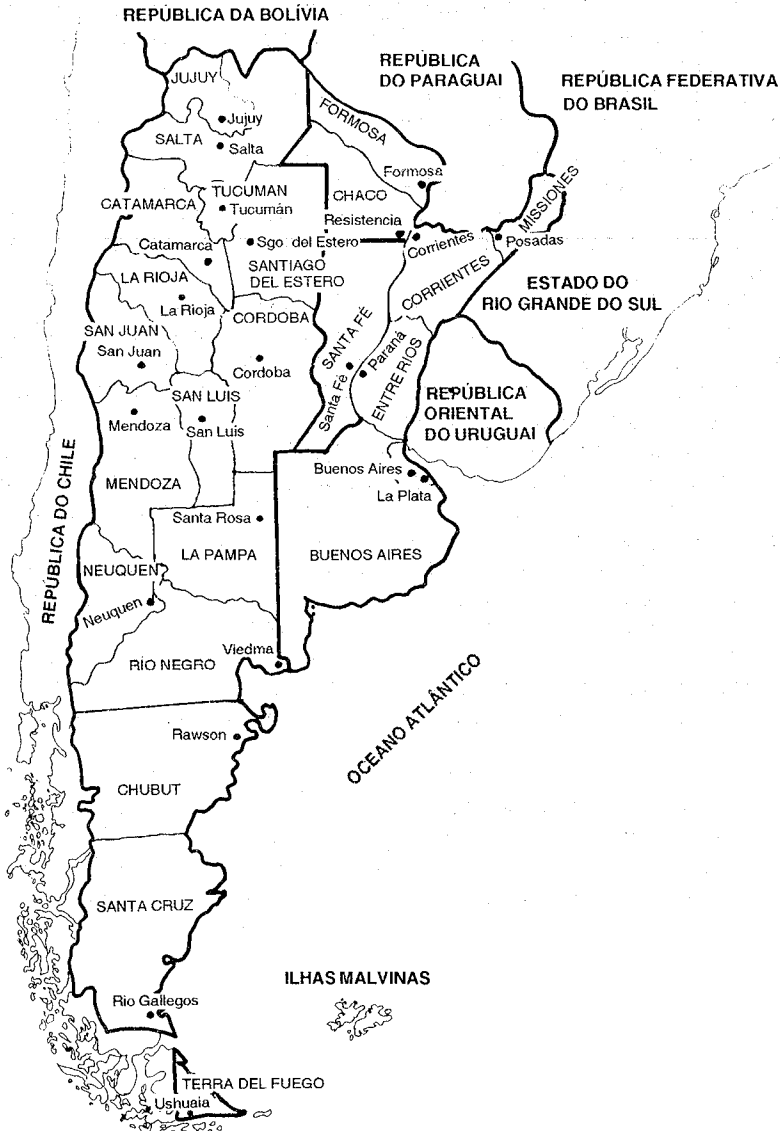 REPÚBLICA DA BOLÍVIA
REPÚBLICA
DO PARAGUAI
REPÚBLICA FEDERATIVA
DO BRASIL
JUJUY
FORMOSA
Jujuy
SALTA
Salta
Formosa
MISSIONES
TUCUMAN
CHACO
CATAMARCA
Tucumán
Resistencia
Catamarca
Sgo. del Estero
Corrientes
Posadas
SANTIAGO
DEL ESTERO
CORRIENTES
LA RIOJA
ESTADO DO
RIO GRANDE DO SUL
La Rioja
CORDOBA
SAN JUAN
San Juan
SANTA FÉ
Paraná
Cordoba
Santa Fé
ENTRE RIOS
SAN LUIS
REPÚBLICA
ORIENTAL
DO URUGUAI
Mendoza
San Luis
Buenos Aires
MENDOZA
La Plata
Santa Rosa
LA PAMPA
BUENOS AIRES
REPÚBLICA DO CHILE
NEUQUEN
Neuquen
Viedma
RÍO NEGRO
OCEANO ATLÂNTICO
Rawson
CHUBUT
SANTA CRUZ
ILHAS MALVINAS
Rio Gallegos
TERRA DEL FUEGO
Ushuaia